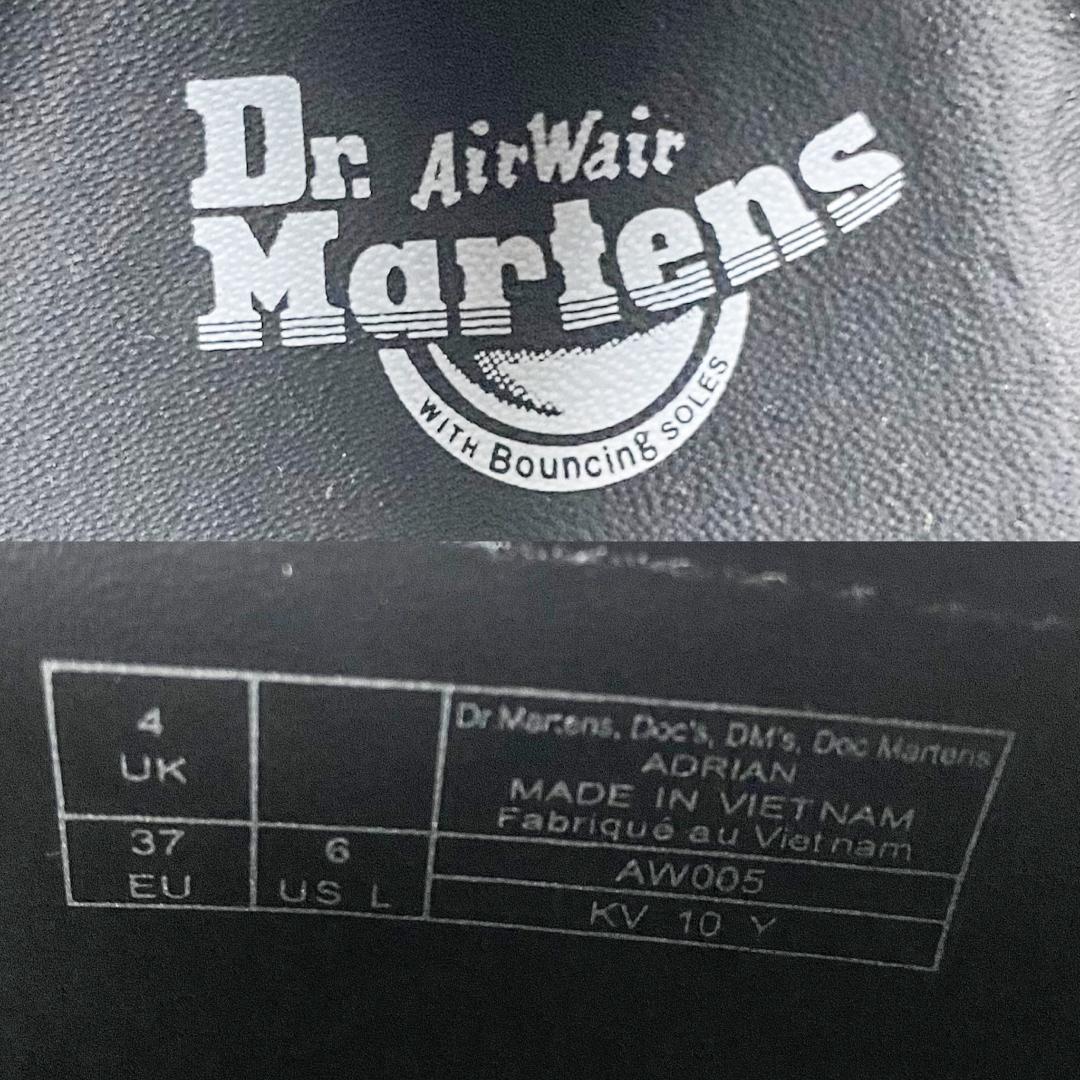 Dr. AirWair
Martens
WITH Bouncing SOLES
4
UK
37
EU
6
US L
Dr.Martens, Doc's, DM's, Doc Martens
ADRIAN
MADE IN VIETNAM
Fabriqué au Vietnam
AW005
KV 10 Y